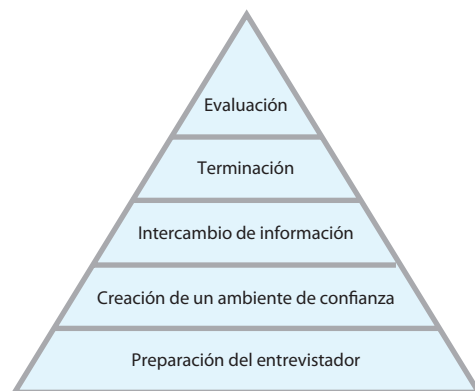 Evaluación
Terminación
Intercambio de información
Creación de un ambiente de confianza
Preparación del entrevistador